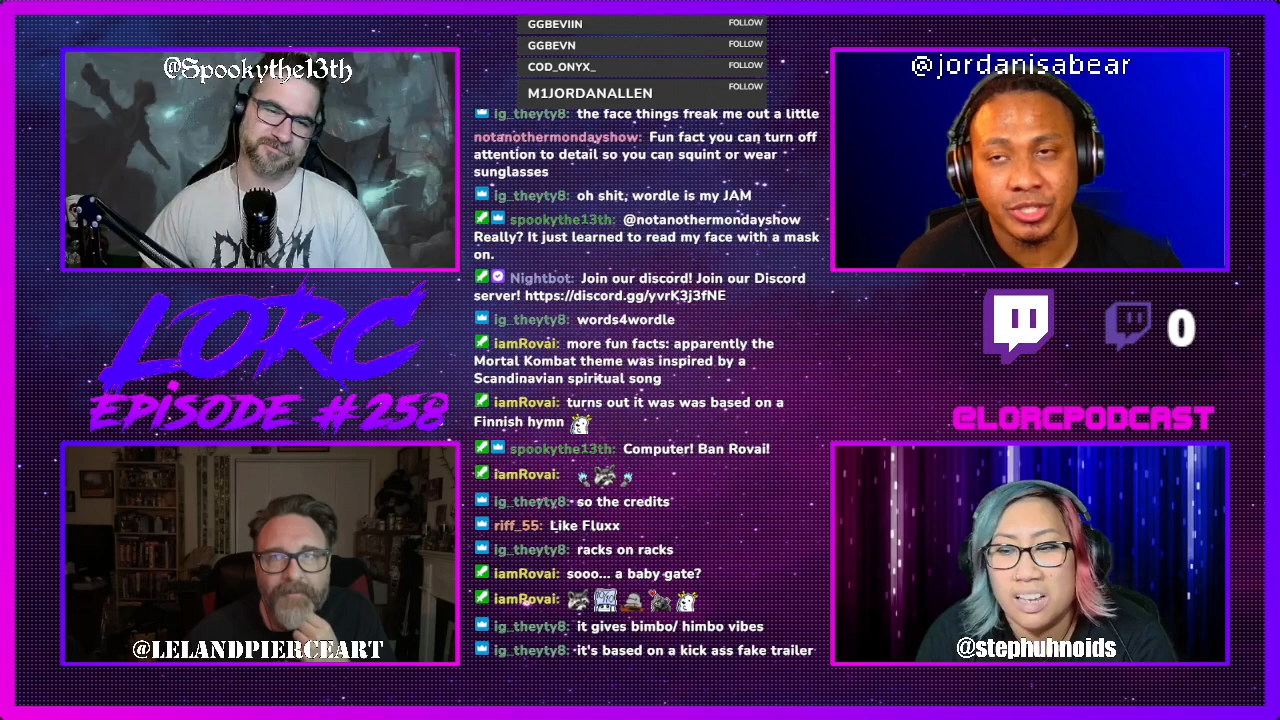 @Spookythe13th
GGBEVIIN FOLLOW
GGBEVN FOLLOW
COD_ONYX_ FOLLOW
M1JORDANALLEN FOLLOW
@jordanisabear
ig_theyty8: the face things freak me out a little
notanothermondayshow: Fun fact you can turn off
attention to detail so you can squint or wear
sunglasses
ig_theyty8: oh shit, wordle is my JAM
spookythe13th: @notanothermondayshow
Really? It just learned to read my face with a mask
on.
Nightbot: Join our discord! Join our Discord
server! https://discord.gg/yvrK3j3fNE
ig_theyty8: words4wordle
iamRovai: more fun facts: apparently the
Mortal Kombat theme was inspired by a
Scandinavian spiritual song
iamRovai: turns out it was was based on a
Finnish hymn
spookythe13th: Computer! Ban Rovai!
iamRovai:
ig_theyty8: so the credits
riff_55: Like Fluxx
ig_theyty8: racks on racks
iamRovai: sooo... a baby gate?
iamRovai:
ig_theyty8: it gives bimbo/ himbo vibes
ig_theyty8: it's based on a kick ass fake trailer
LORC
EPISODE #258
0
@LORCPODCAST
@LELANDPIERCEART
@stephuhnoids